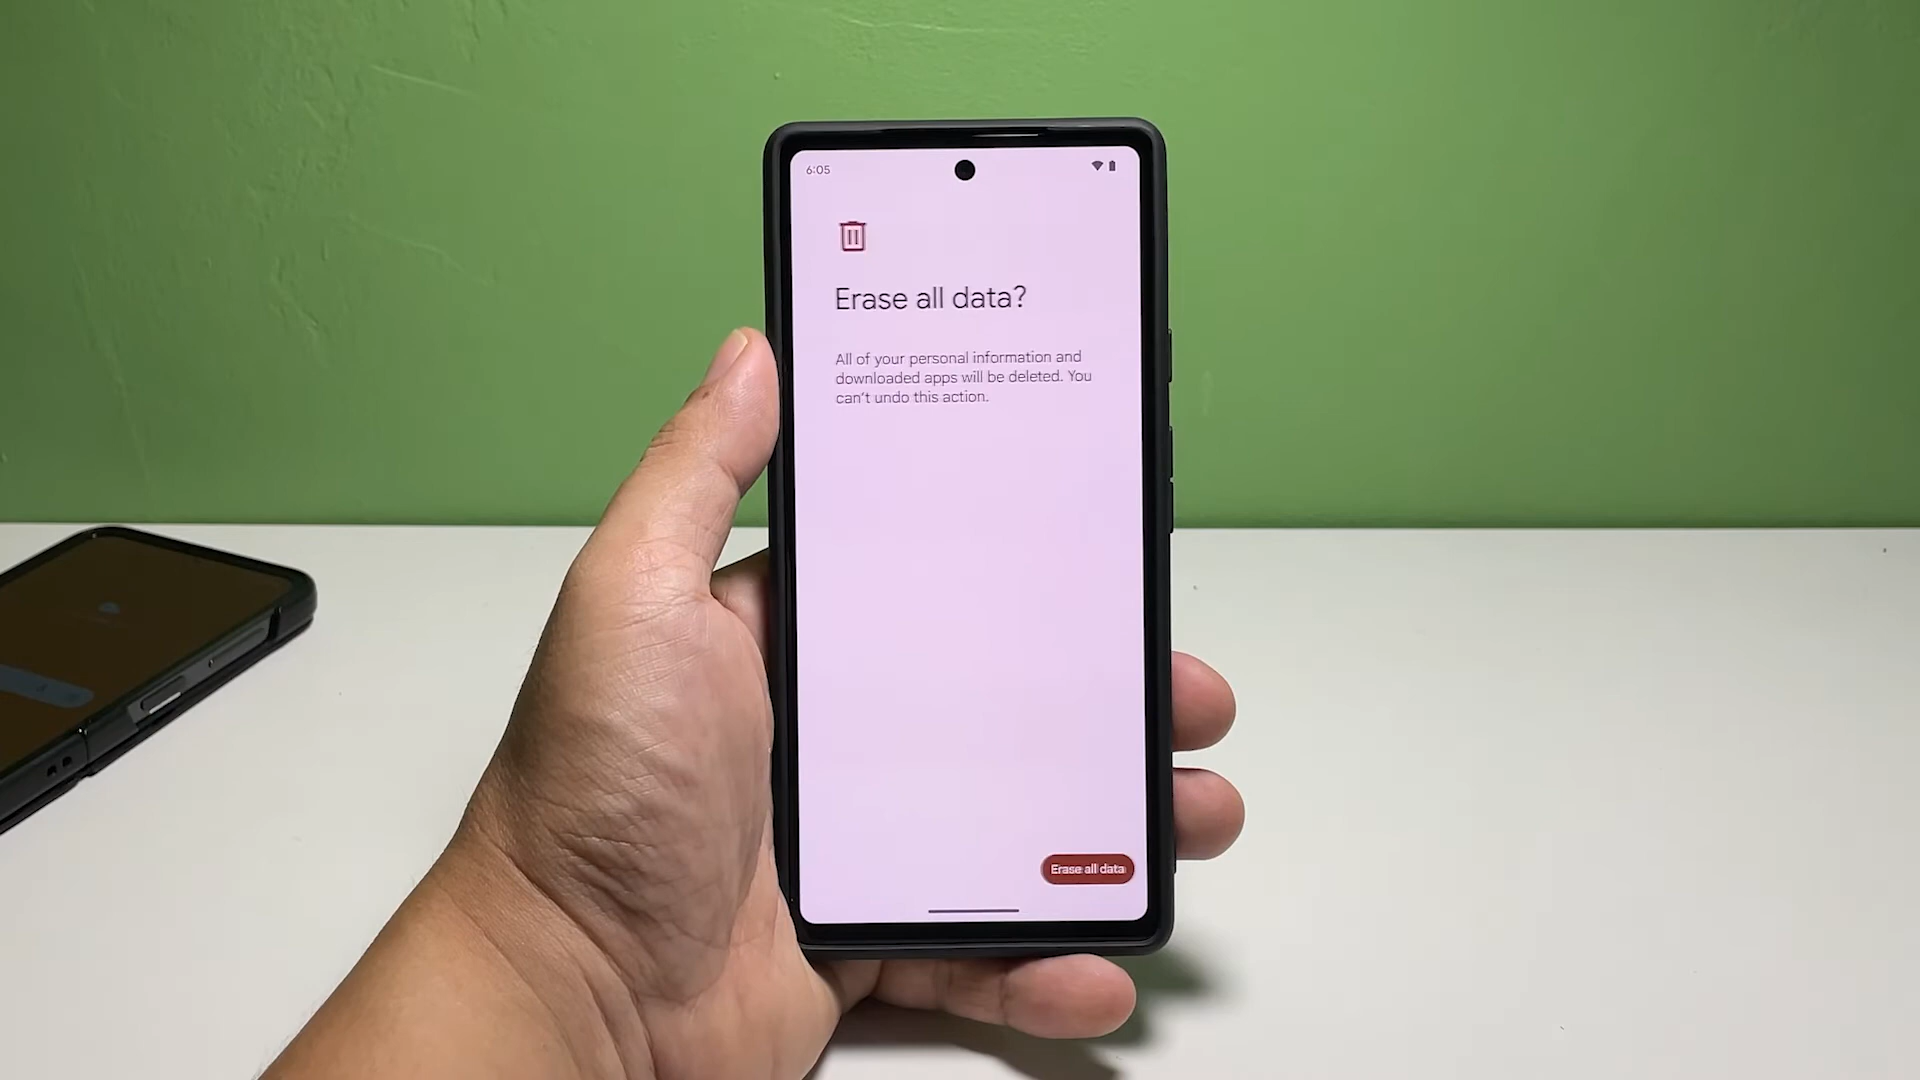 6:05
Erase all data?
All of your personal information and
downloaded apps will be deleted. You
can't undo this action.
Erase all data